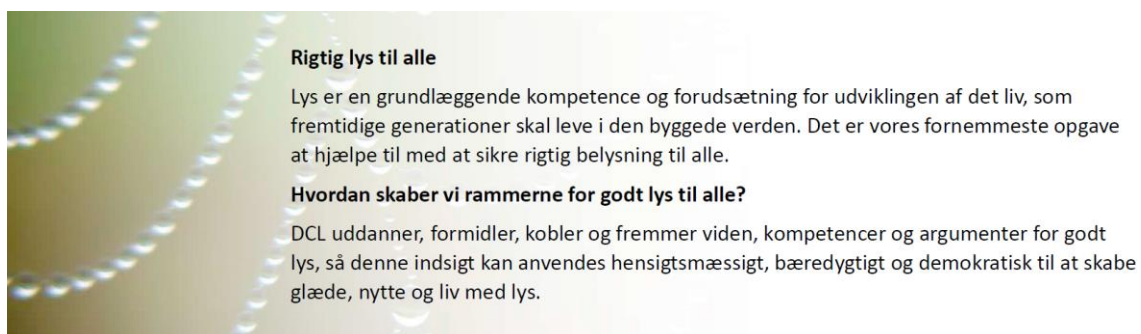 Rigtig lys til alle
Lys er en grundlæggende kompetence og forudsætning for udviklingen af det liv, som
fremtidige generationer skal leve i den byggede verden. Det er vores fornemmeste opgave
at hjælpe til med at sikre rigtig belysning til alle.
Hvordan skaber vi rammerne for godt lys til alle?
DCL uddanner, formidler, kobler og fremmer viden, kompetencer og argumenter for godt
lys, så denne indsigt kan anvendes hensigtsmæssigt, bæredygtigt og demokratisk til at skabe
glæde, nytte og liv med lys.